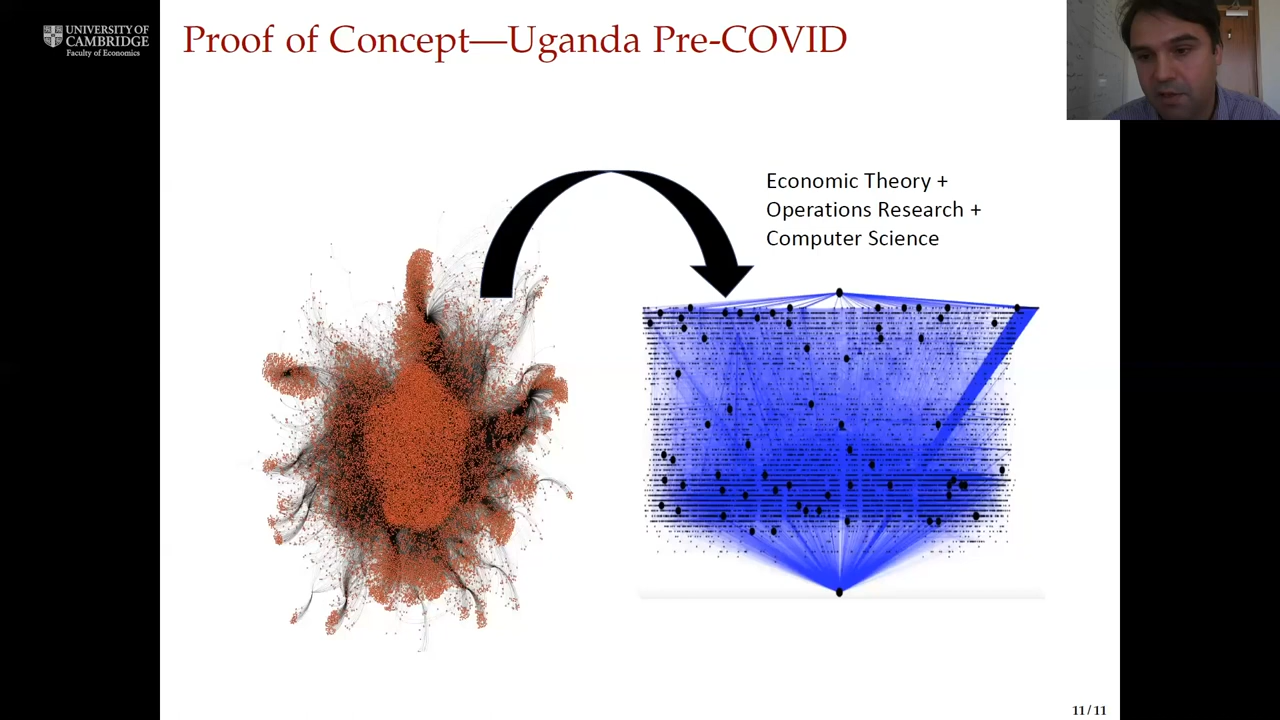 UNIVERSITY OF
CAMBRIDGE
Faculty of Economics
Proof of Concept—Uganda Pre-COVID
Economic Theory +
Operations Research +
Computer Science
11/11